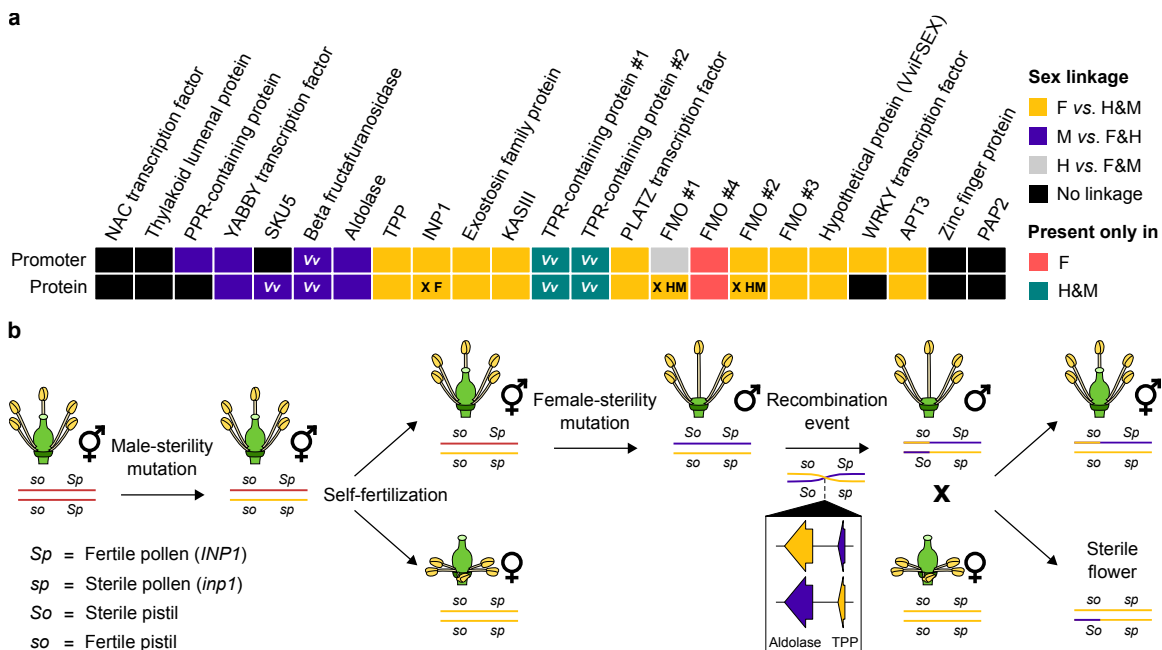 a
NAC transcription factor
Thylakoid lumenal protein
PPR-containing protein
YABBY transcription factor
SKU5
Beta fructafuranosidase
Aldolase
TPP
INP1
Exostosin family protein
KASIII
TPR-containing protein #1
TPR-containing protein #2
PLATZ transcription factor
FMO #1
FMO #4
FMO #2
FMO #3
Hypothetical protein (VviFSEX)
WRKY transcription factor
APT3
Zinc finger protein
PAP2
Promoter
Vv
Vv
Vv
Protein
Vv
Vv
X F
Vv
Vv
X HM
X HM
Sex linkage
F vs. H&M
M vs. F&H
H vs. F&M
No linkage
Present only in
F
H&M
b
⚥
so Sp
so Sp
Male-sterility
mutation
⚥
so Sp
so sp
Self-fertilization
⚥
so Sp
so sp
♀
so sp
so sp
Female-sterility
mutation
♂
so Sp
so sp
Recombination
event
so Sp
So sp
Aldolase TPP
♂
so Sp
So sp
X
♀
so sp
so sp
⚥
so Sp
so sp
Sterile
flower
so sp
So sp
Sp = Fertile pollen (INP1)
sp = Sterile pollen (inp1)
So = Sterile pistil
so = Fertile pistil